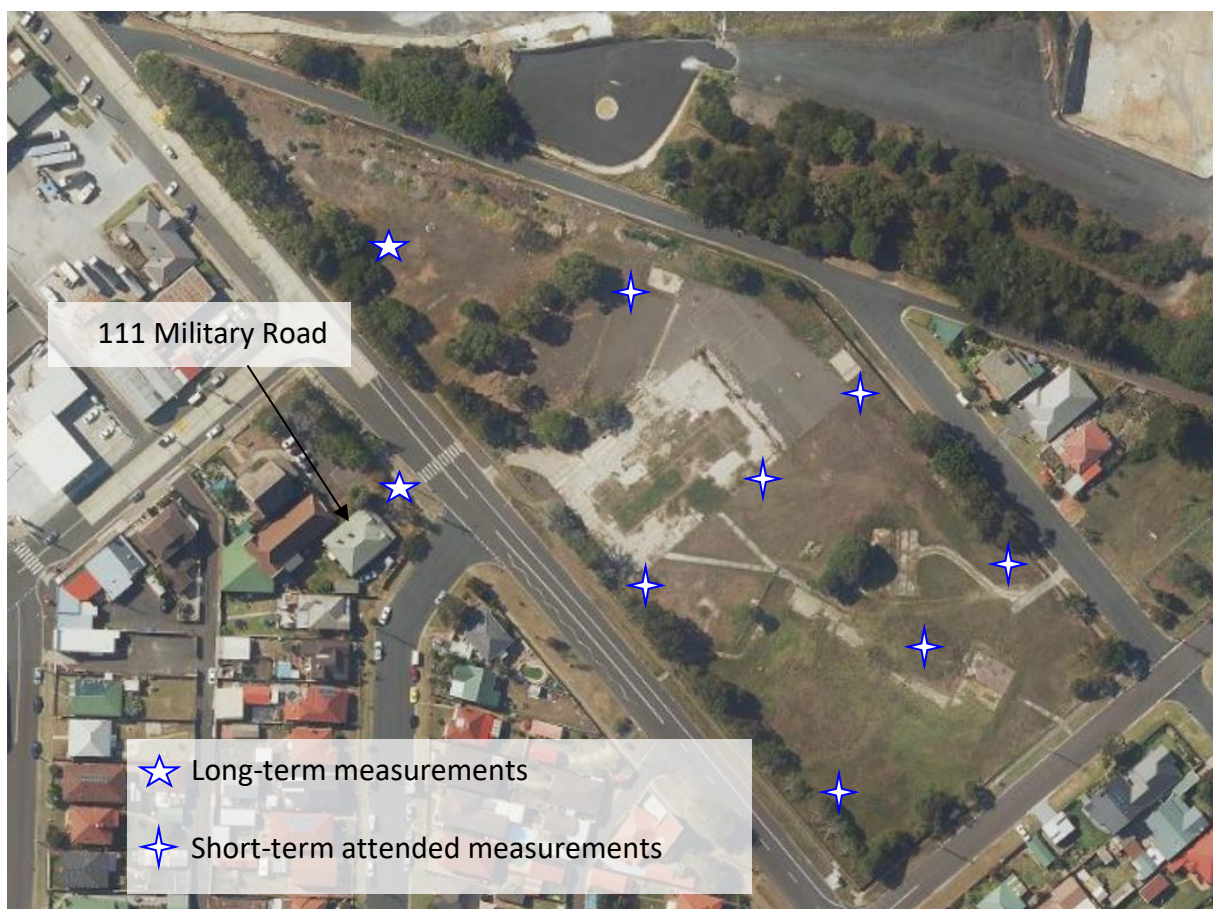 111 Military Road
Long-term measurements
Short-term attended measurements